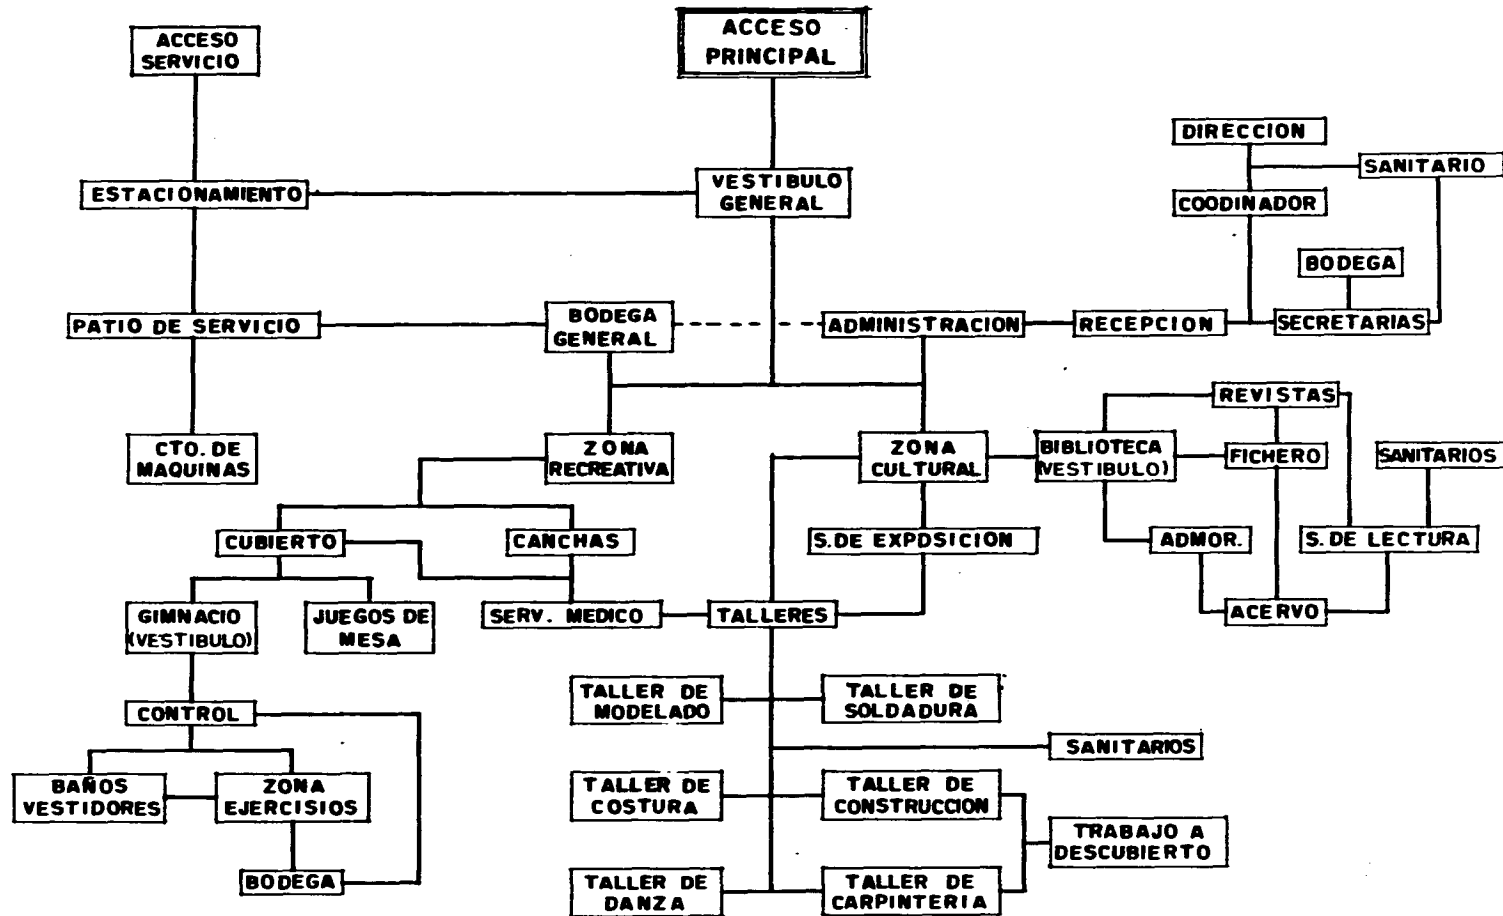 ACCESO
SERVICIO
ACCESO
PRINCIPAL
DIRECCION
SANITARIO
ESTACIONAMIENTO
VESTIBULO
GENERAL
COODINADOR
BODEGA
PATIO DE SERVICIO
BODEGA
GENERAL
ADMINISTRACION
RECEPCION
SECRETARIAS
REVISTAS
CTO. DE
MAQUINAS
ZONA
RECREATIVA
ZONA
CULTURAL
BIBLIOTECA
(VESTIBULO)
FICHERO
SANITARIOS
CUBIERTO
CANCHAS
S. DE EXPOSICION
ADMOR.
S. DE LECTURA
GIMNACIO
(VESTIBULO)
JUEGOS DE
MESA
SERV. MEDICO
TALLERES
ACERVO
TALLER DE
MODELADO
TALLER DE
SOLDADURA
CONTROL
SANITARIOS
BAÑOS
VESTIDORES
ZONA
EJERCISIOS
TALLER DE
COSTURA
TALLER DE
CONSTRUCCION
TRABAJO A
DESCUBIERTO
BODEGA
TALLER DE
DANZA
TALLER DE
CARPINTERIA